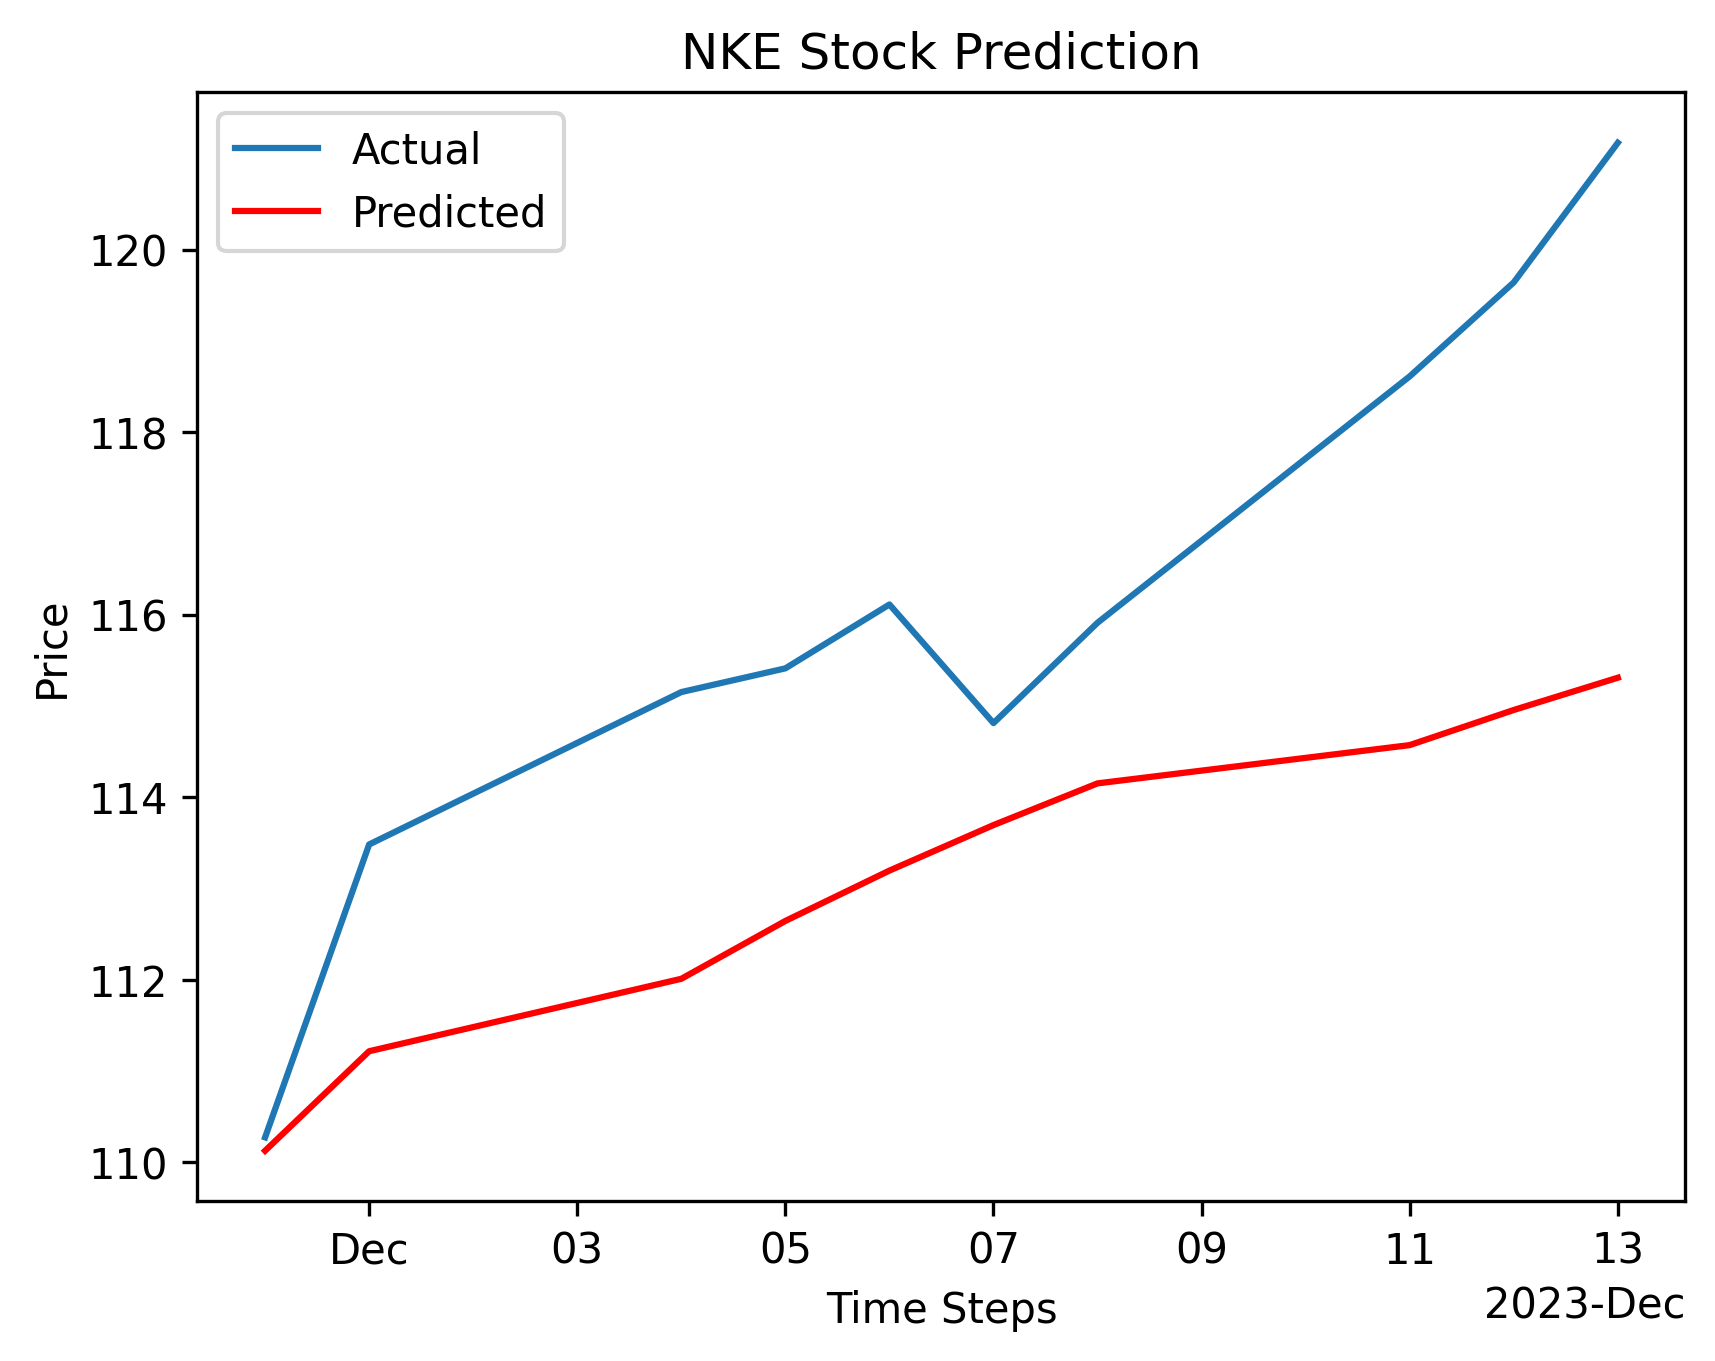 NKE Stock Prediction
Actual
Predicted
120
118
116
114
112
110
Price
Dec 03 05 07 09 11 13
2023-Dec
Time Steps